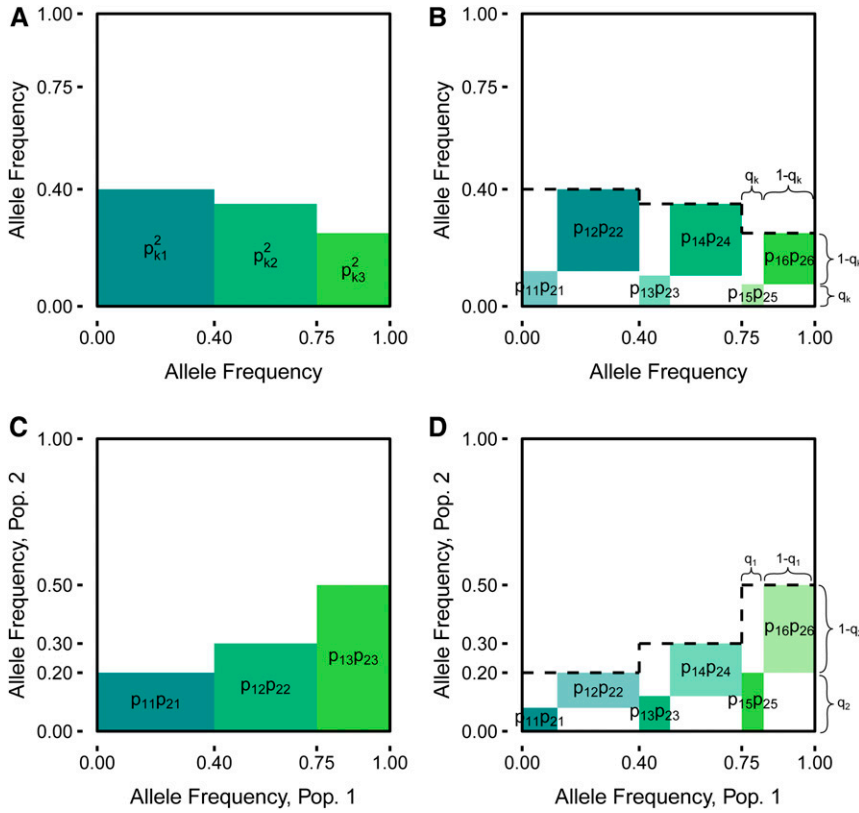 A
1.00
0.75
0.40
0.00
Allele Frequency
p²ₖ₁
p²ₖ₂
p²ₖ₃
0.00 0.40 0.75 1.00
Allele Frequency
B
1.00
0.75
0.40
0.00
Allele Frequency
qₖ 1-qₖ
p₁₂p₂₂
p₁₄p₂₄
p₁₆p₂₆
p₁₁p₂₁
p₁₃p₂₃
p₁₅p₂₅
qₖ
0.00 0.40 0.75 1.00
Allele Frequency
C
1.00
0.50
0.30
0.20
0.00
Allele Frequency, Pop. 2
p₁₁p₂₁
p₁₂p₂₂
p₁₃p₂₃
0.00 0.40 0.75 1.00
Allele Frequency, Pop. 1
D
1.00
0.50
0.30
0.20
0.00
Allele Frequency, Pop. 2
q₁ 1-q₁
p₁₆p₂₆
p₁₄p₂₄
p₁₂p₂₂
p₁₁p₂₁
p₁₃p₂₃
p₁₅p₂₅
q₂
0.00 0.40 0.75 1.00
Allele Frequency, Pop. 1